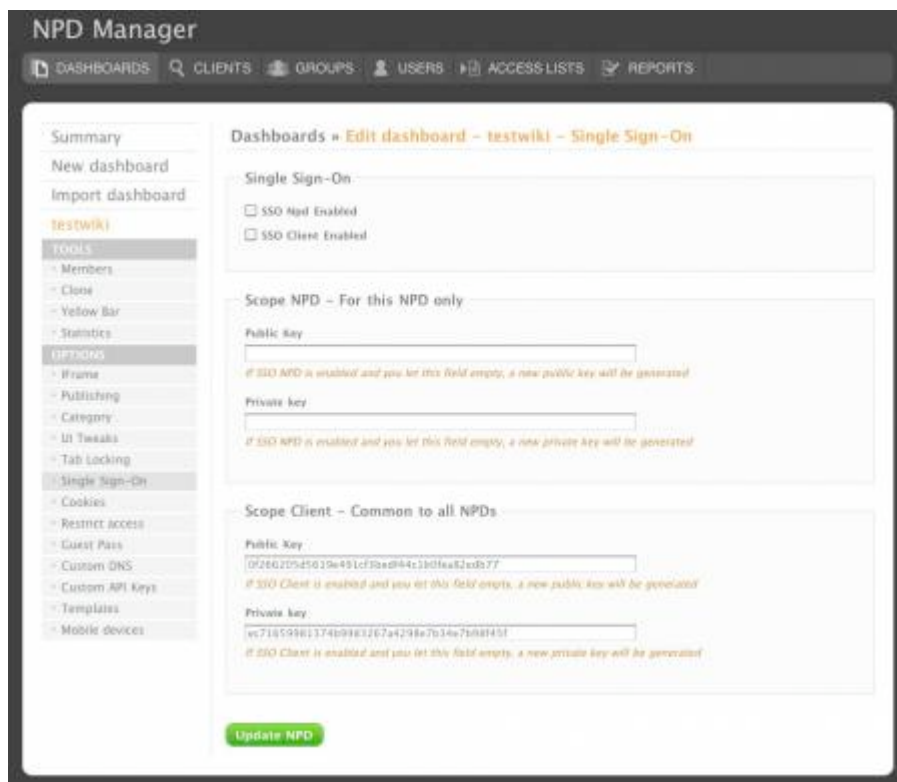 NPD Manager
DASHBOARDS CLIENTS GROUPS USERS ACCESS LISTS REPORTS
Summary
New dashboard
Import dashboard
testwiki
TOOLS
Members
Clone
Yellow Bar
Statistics
OPTIONS
IFrame
Publishing
Category
UI Tweaks
Tab Locking
Single Sign-On
Cookies
Restrict access
Guest Pass
Custom DNS
Custom API Keys
Templates
Mobile devices
Dashboards » Edit dashboard - testwiki - Single Sign-On
Single Sign-On
SSO Npd Enabled
SSO Client Enabled
Scope NPD - For this NPD only
Public Key
If SSO NPD is enabled and you let this field empty, a new public key will be generated
Private key
If SSO NPD is enabled and you let this field empty, a new private key will be generated
Scope Client - Common to all NPDs
Public Key
If SSO Client is enabled and you let this field empty, a new public key will be generated
Private key
If SSO Client is enabled and you let this field empty, a new private key will be generated
Update NPD